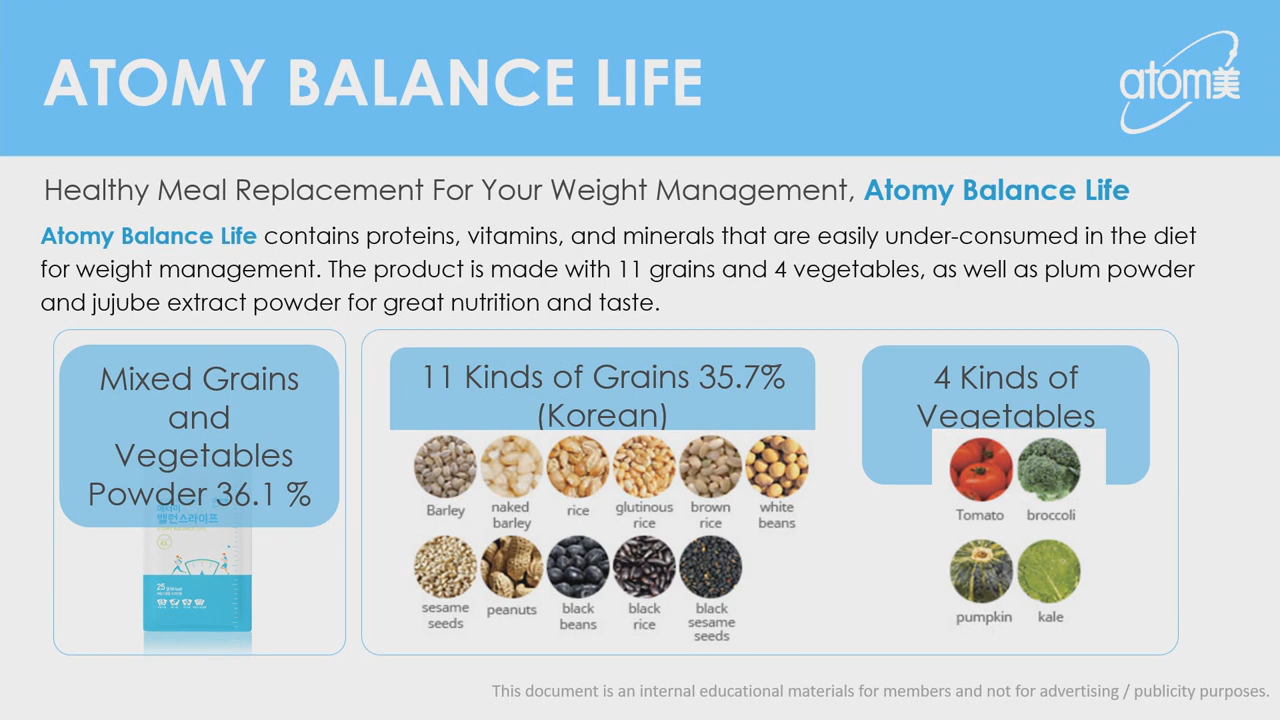 ATOMY BALANCE LIFE
atom美
Healthy Meal Replacement For Your Weight Management, Atomy Balance Life
Atomy Balance Life contains proteins, vitamins, and minerals that are easily under-consumed in the diet
for weight management. The product is made with 11 grains and 4 vegetables, as well as plum powder
and jujube extract powder for great nutrition and taste.
Mixed Grains
and
Vegetables
Powder 36.1 %
밸런스라이프
25
11 Kinds of Grains 35.7%
(Korean)
Barley
naked
barley
rice
glutinous
rice
brown
rice
white
beans
sesame
seeds
peanuts
black
beans
black
rice
black
sesame
seeds
4 Kinds of
Vegetables
Tomato
broccoli
pumpkin
kale
This document is an internal educational materials for members and not for advertising / publicity purposes.